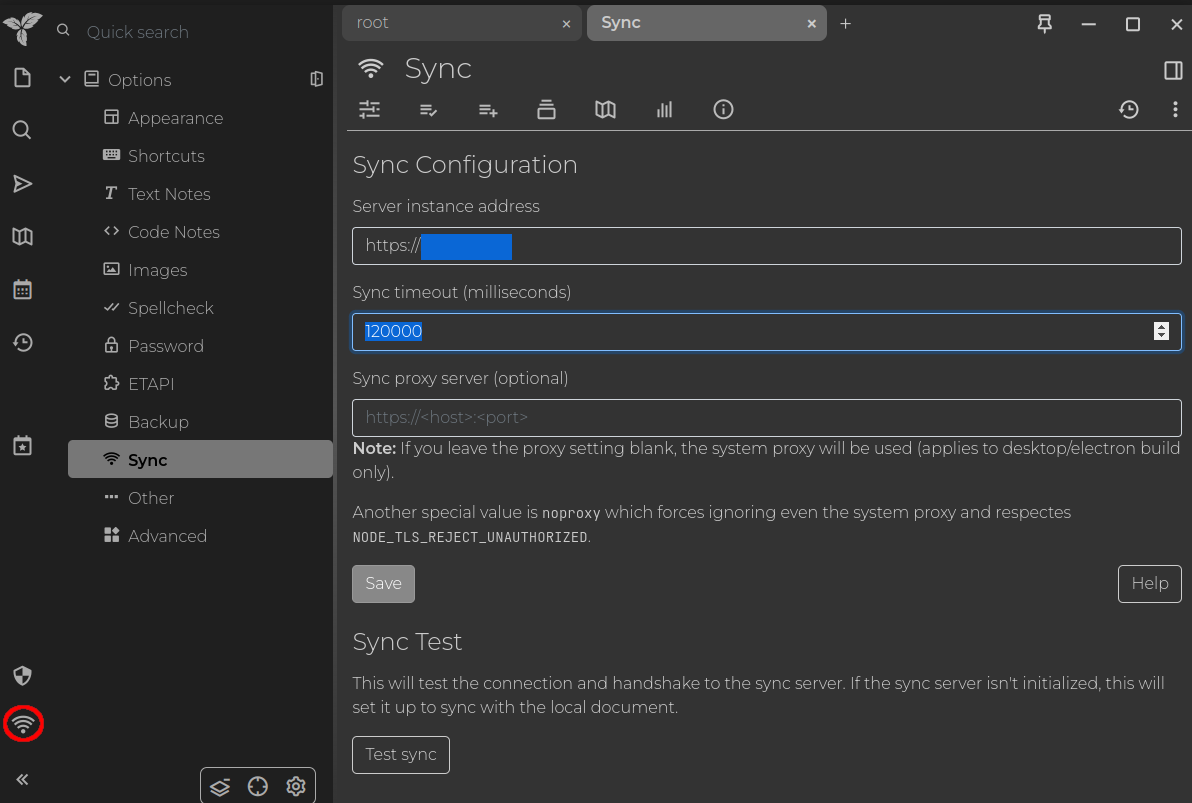 Quick search
Options
Appearance
Shortcuts
Text Notes
Code Notes
Images
Spellcheck
Password
ETAPI
Backup
Sync
Other
Advanced
root
Sync
Sync
Sync Configuration
Server instance address
https://
Sync timeout (milliseconds)
120000
Sync proxy server (optional)
https://<host>:<port>
Note: If you leave the proxy setting blank, the system proxy will be used (applies to desktop/electron build
only).
Another special value is noproxy which forces ignoring even the system proxy and respectes
NODE_TLS_REJECT_UNAUTHORIZED.
Save
Help
Sync Test
This will test the connection and handshake to the sync server. If the sync server isn't initialized, this will
set it up to sync with the local document.
Test sync